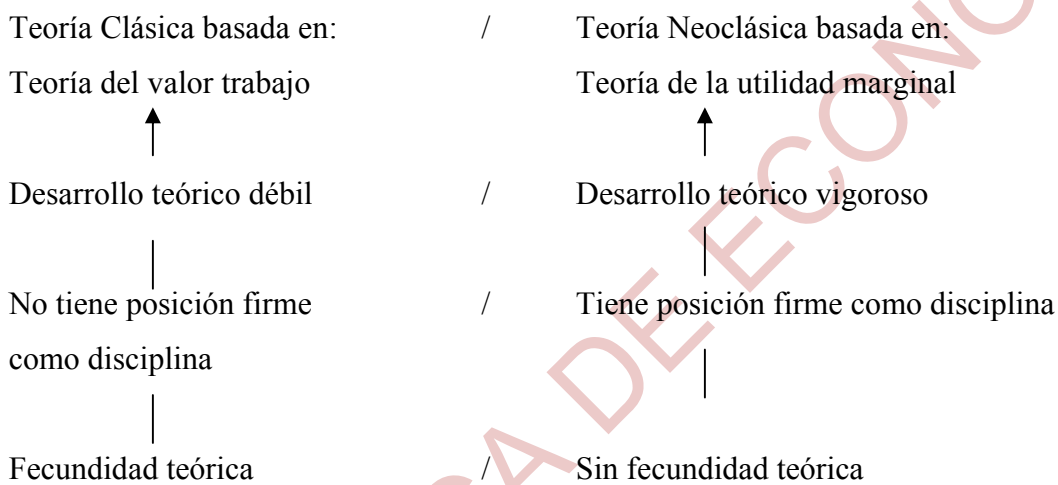 Teoría Clásica basada en: / Teoría Neoclásica basada en:
Teoría del valor trabajo Teoría de la utilidad marginal
Desarrollo teórico débil / Desarrollo teórico vigoroso
No tiene posición firme / Tiene posición firme como disciplina
como disciplina
Fecundidad teórica / Sin fecundidad teórica
DE